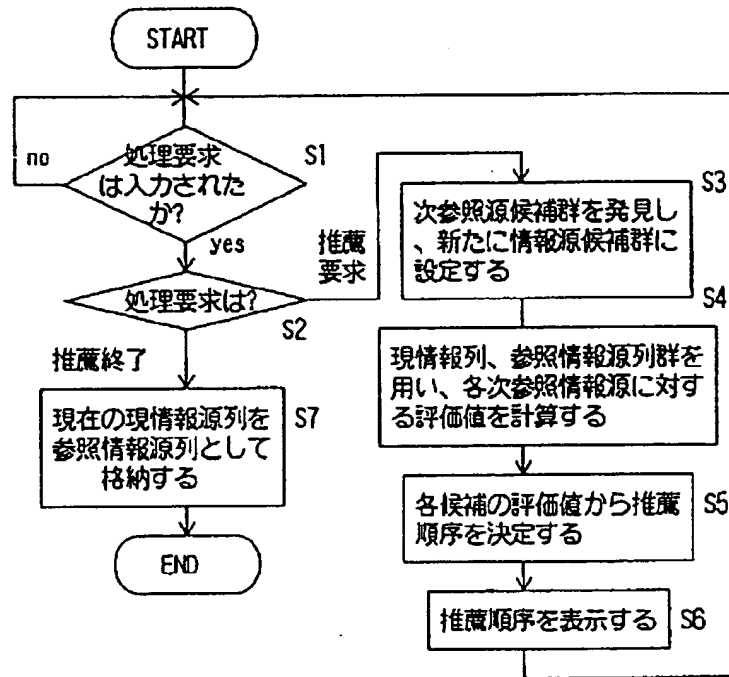 START
no
処理要求
は入力された
か?
S1
yes
処理要求は?
S2
推薦
要求
推薦終了
現在の現情報源列を
参照情報源列として
格納する
S7
END
次参照源候補群を発見し
、新たに情報源候補群に
設定する
S3
現情報列、参照情報源列群を
用い、各次参照情報源に対す
る評価値を計算する
S4
各候補の評価値から推薦
順序を決定する
S5
推薦順序を表示する
S6